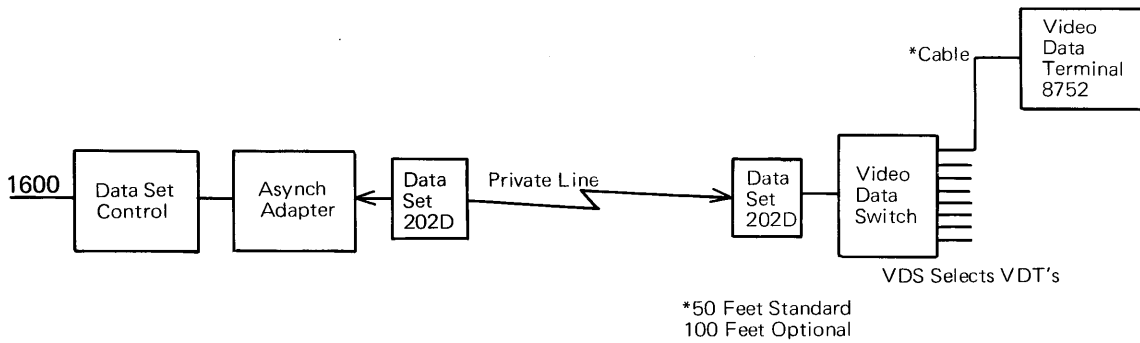 Video
Data
Terminal
8752
*Cable
1600
Data Set
Control
Asynch
Adapter
Data
Set
202D
Private Line
Data
Set
202D
Video
Data
Switch
VDS Selects VDT's
*50 Feet Standard
100 Feet Optional